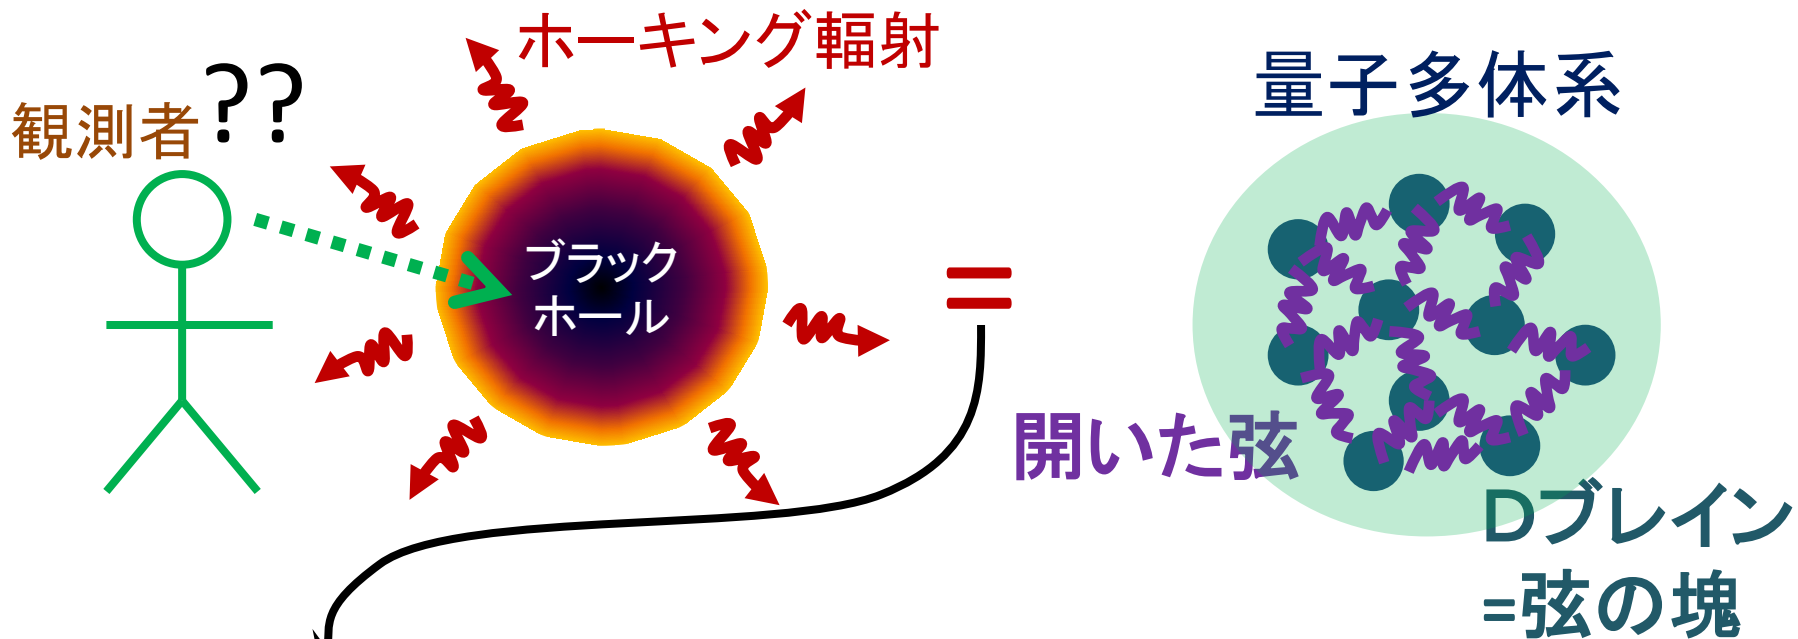 ホーキング輻射
観測者??
ブラック
ホール
=
量子多体系
開いた弦
Dブレイン
=弦の塊